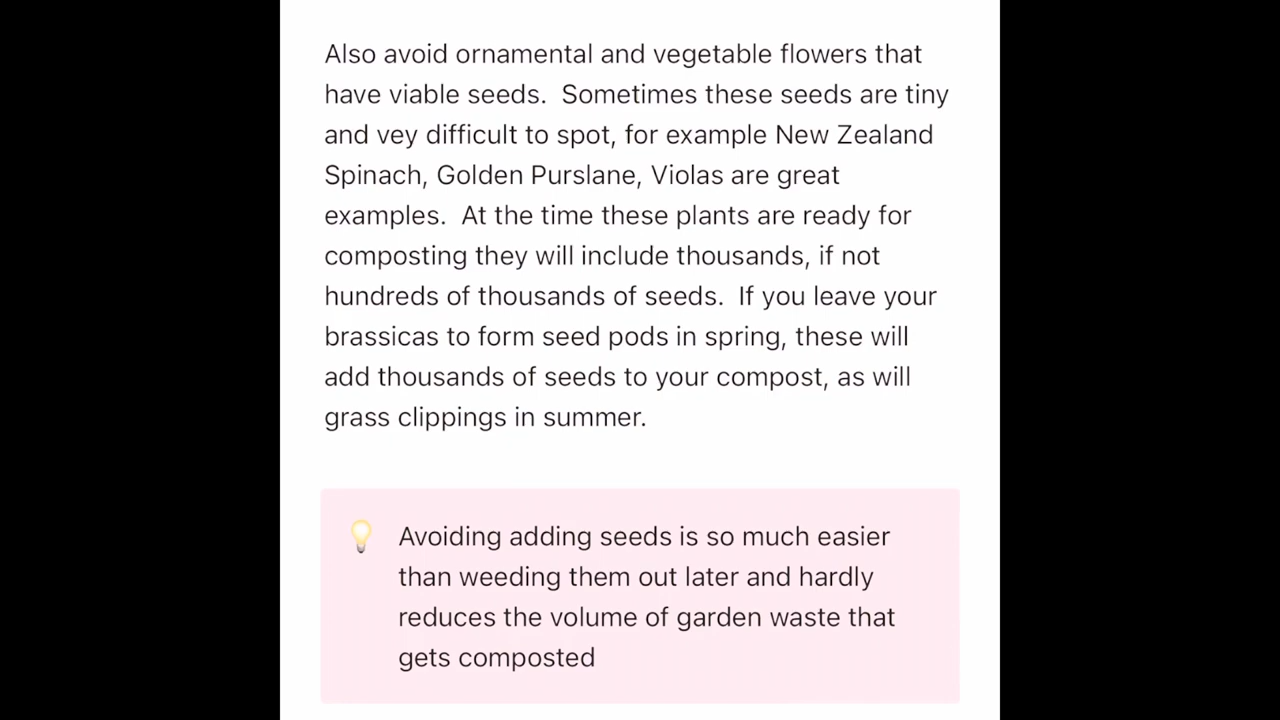 Also avoid ornamental and vegetable flowers that
have viable seeds.  Sometimes these seeds are tiny
and vey difficult to spot, for example New Zealand
Spinach, Golden Purslane, Violas are great
examples.  At the time these plants are ready for
composting they will include thousands, if not
hundreds of thousands of seeds.  If you leave your
brassicas to form seed pods in spring, these will
add thousands of seeds to your compost, as will
grass clippings in summer.
Avoiding adding seeds is so much easier
than weeding them out later and hardly
reduces the volume of garden waste that
gets composted